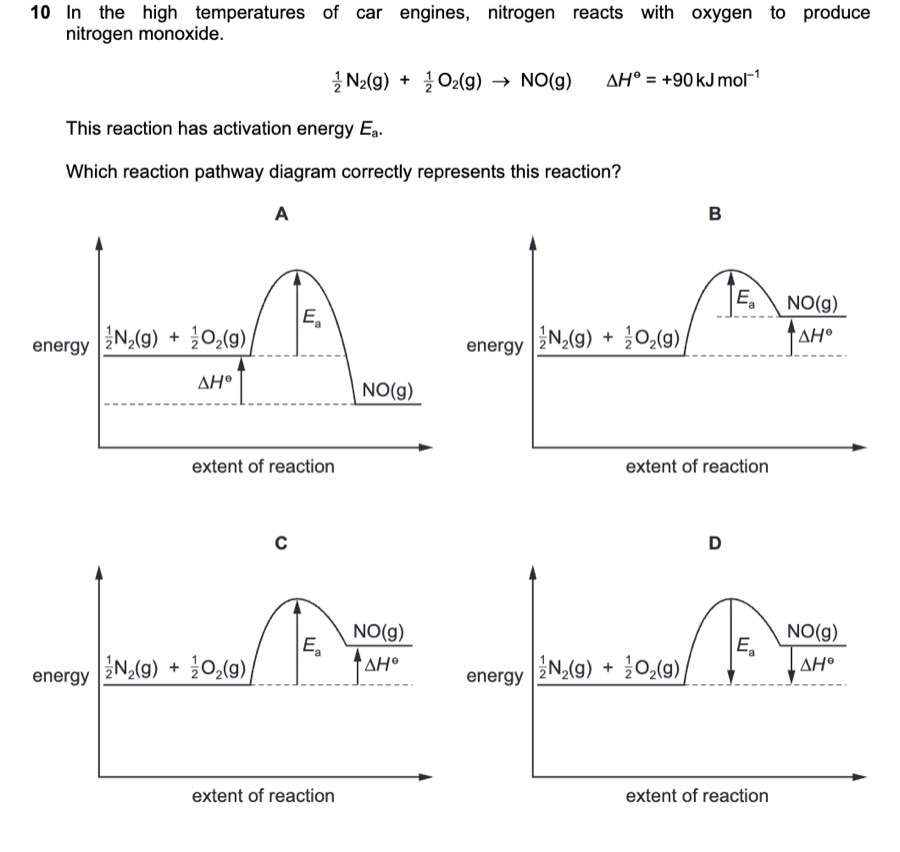 10 In the high temperatures of car engines, nitrogen reacts with oxygen to produce
nitrogen monoxide.
½ N₂(g) + ½ O₂(g) → NO(g) ΔH⦵ = +90 kJ mol⁻¹
This reaction has activation energy Eₐ.
Which reaction pathway diagram correctly represents this reaction?
A
energy
½N₂(g) + ½O₂(g)
Eₐ
ΔH⦵
NO(g)
extent of reaction
B
energy
½N₂(g) + ½O₂(g)
Eₐ
NO(g)
ΔH⦵
extent of reaction
C
energy
½N₂(g) + ½O₂(g)
Eₐ
NO(g)
ΔH⦵
extent of reaction
D
energy
½N₂(g) + ½O₂(g)
Eₐ
NO(g)
ΔH⦵
extent of reaction